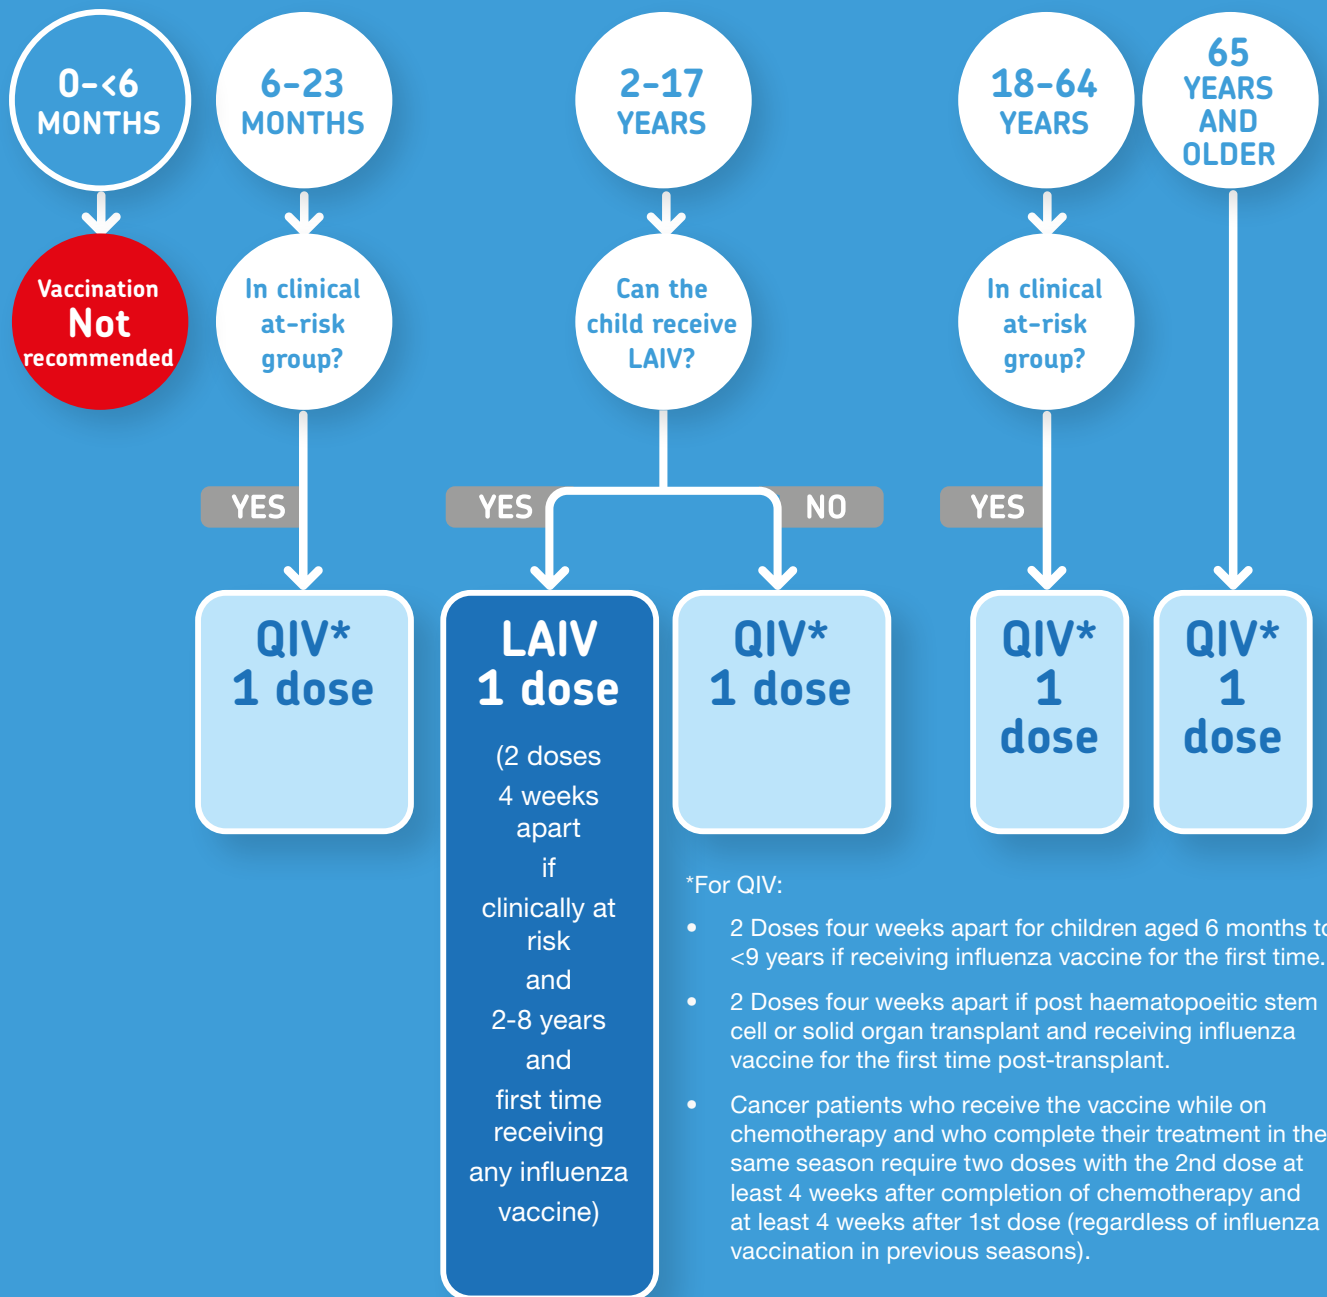 0-<6
MONTHS
6-23
MONTHS
2-17
YEARS
18-64
YEARS
65
YEARS
AND
OLDER
Vaccination
Not
recommended
In clinical
at-risk
group?
Can the
child receive
LAIV?
In clinical
at-risk
group?
YES
YES
NO
YES
QIV*
1 dose
LAIV
1 dose
(2 doses
4 weeks
apart
if
clinically at
risk
and
2-8 years
and
first time
receiving
any influenza
vaccine)
QIV*
1 dose
QIV*
1
dose
QIV*
1
dose
*For QIV:
• 2 Doses four weeks apart for children aged 6 months to
<9 years if receiving influenza vaccine for the first time.
• 2 Doses four weeks apart if post haematopoeitic stem
cell or solid organ transplant and receiving influenza
vaccine for the first time post-transplant.
• Cancer patients who receive the vaccine while on
chemotherapy and who complete their treatment in the
same season require two doses with the 2nd dose at
least 4 weeks after completion of chemotherapy and
at least 4 weeks after 1st dose (regardless of influenza
vaccination in previous seasons).